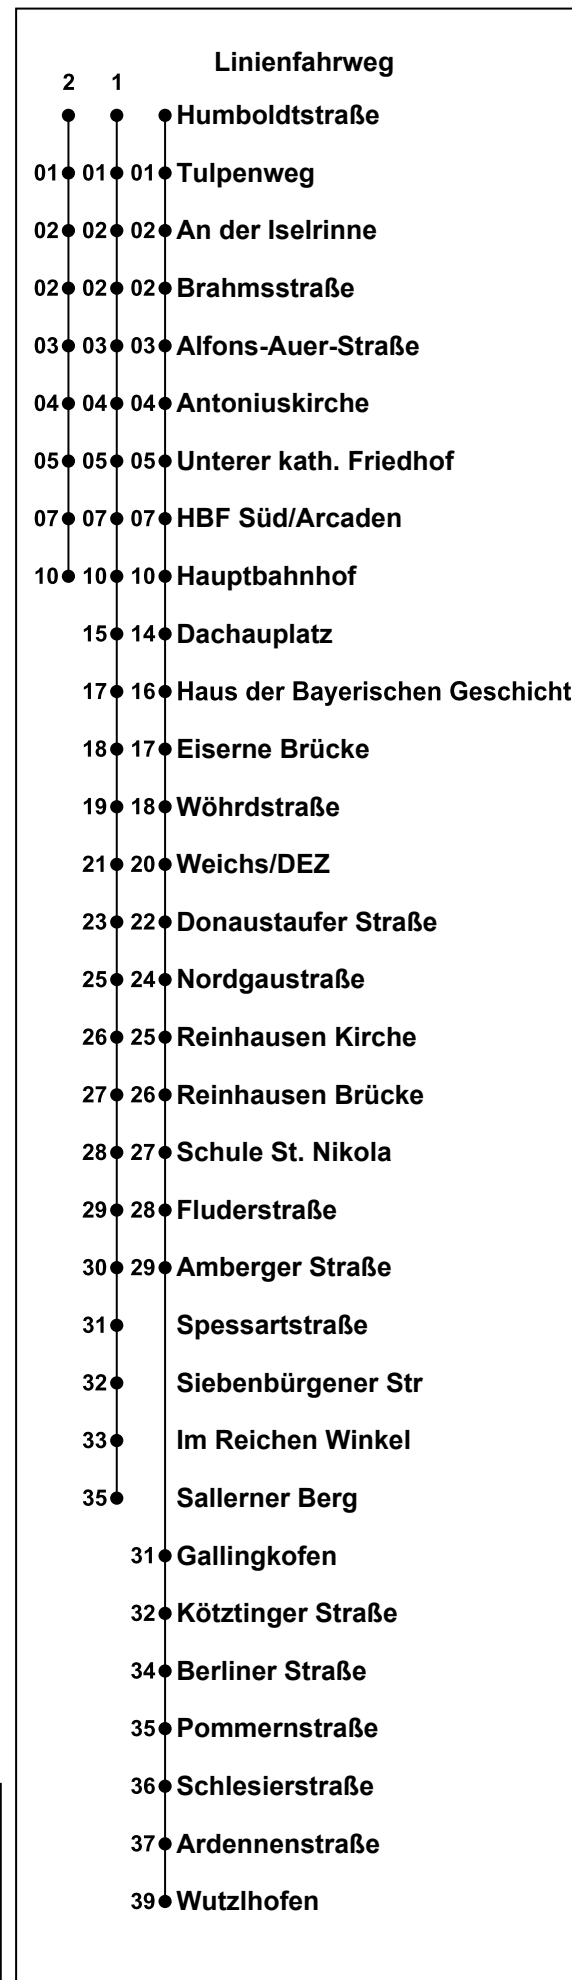 Linienfahrweg
2 1
Humboldtstraße
01 01 01 Tulpenweg
02 02 02 An der Iselrinne
02 02 02 Brahmsstraße
03 03 03 Alfons-Auer-Straße
04 04 04 Antoniuskirche
05 05 05 Unterer kath. Friedhof
07 07 07 HBF Süd/Arcaden
10 10 10 Hauptbahnhof
15 14 Dachauplatz
17 16 Haus der Bayerischen Geschicht
18 17 Eiserne Brücke
19 18 Wöhrdstraße
21 20 Weichs/DEZ
23 22 Donaustaufer Straße
25 24 Nordgaustraße
26 25 Reinhausen Kirche
27 26 Reinhausen Brücke
28 27 Schule St. Nikola
29 28 Fluderstraße
30 29 Amberger Straße
31 Spessartstraße
32 Siebenbürgener Str
33 Im Reichen Winkel
35 Sallerner Berg
31 Gallingkofen
32 Kötztinger Straße
34 Berliner Straße
35 Pommernstraße
36 Schlesierstraße
37 Ardennenstraße
39 Wutzlhofen